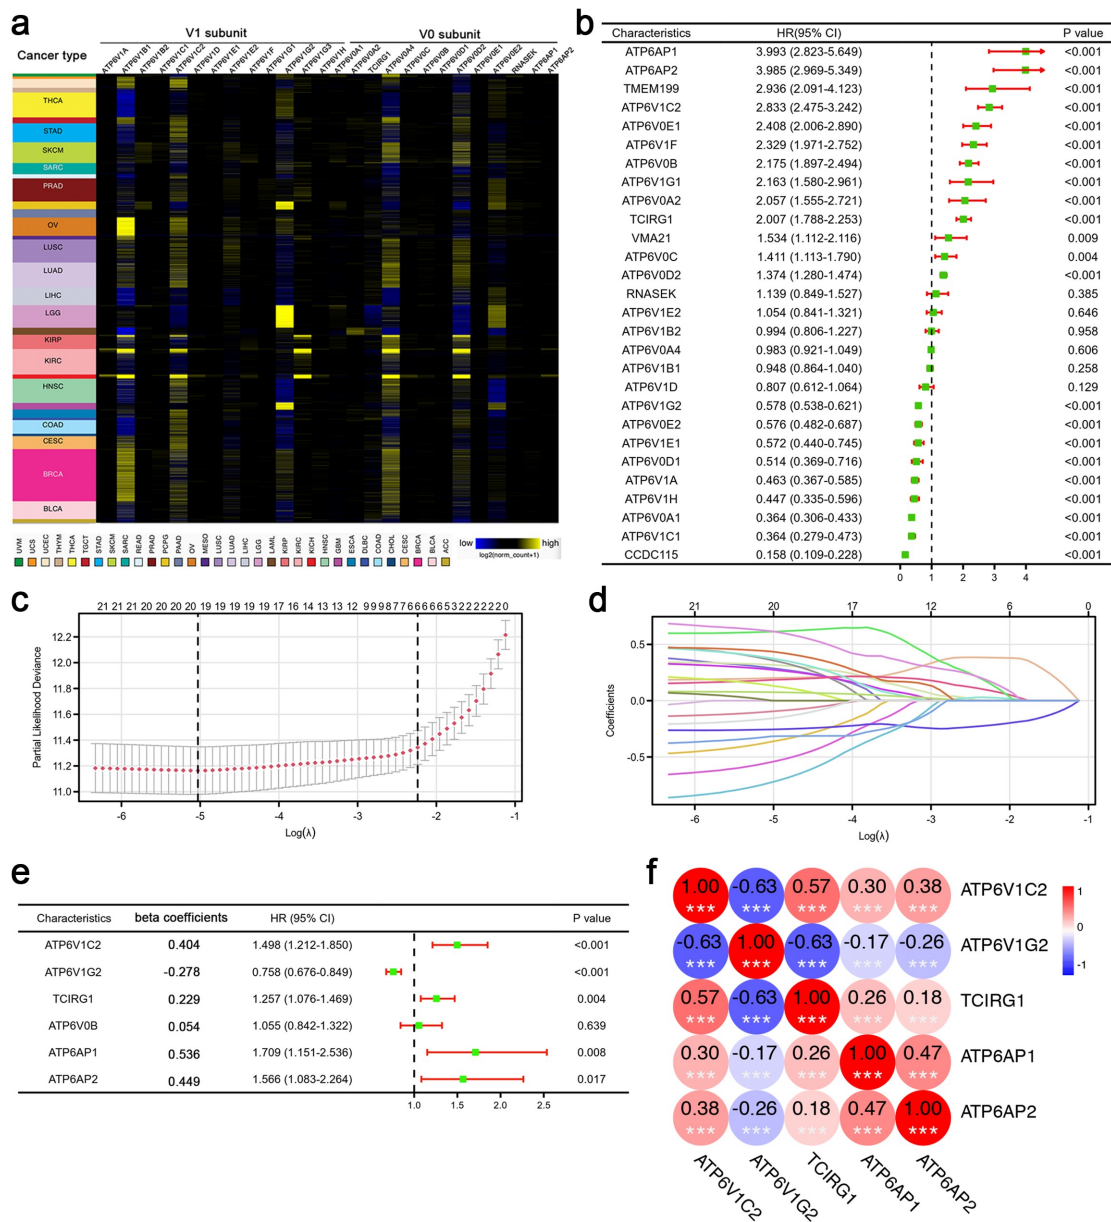 a
V1 subunit
V0 subunit
Cancer type
ATP6V1A
ATP6V1B1
ATP6V1B2
ATP6V1C1
ATP6V1C2
ATP6V1D
ATP6V1E1
ATP6V1E2
ATP6V1F
ATP6V1G1
ATP6V1G2
ATP6V1G3
ATP6V1H
ATP6V0A1
ATP6V0A2
TCIRG1
ATP6V0A4
ATP6V0C
ATP6V0B
ATP6V0D1
ATP6V0D2
ATP6V0E1
ATP6V0E2
RNASEK
ATP6AP1
ATP6AP2
THCA
STAD
SKCM
SARC
PRAD
OV
LUSC
LUAD
LIHC
LGG
KIRP
KIRC
HNSC
COAD
CESC
BRCA
BLCA
UVM
UCS
UCEC
THYM
THCA
TGCT
STAD
SKCM
SARC
READ
PRAD
PCPG
PAAD
OV
MESO
LUSC
LUAD
LIHC
LGG
LAML
KIRP
KIRC
KICH
HNSC
GBM
ESCA
DLBC
COAD
CHOL
CESC
BRCA
BLCA
ACC
low high
log2(norm_count+1)
b
Characteristics HR(95% CI) P value
ATP6AP1 3.993 (2.823-5.649) <0.001
ATP6AP2 3.985 (2.969-5.349) <0.001
TMEM199 2.936 (2.091-4.123) <0.001
ATP6V1C2 2.833 (2.475-3.242) <0.001
ATP6V0E1 2.408 (2.006-2.890) <0.001
ATP6V1F 2.329 (1.971-2.752) <0.001
ATP6V0B 2.175 (1.897-2.494) <0.001
ATP6V1G1 2.163 (1.580-2.961) <0.001
ATP6V0A2 2.057 (1.555-2.721) <0.001
TCIRG1 2.007 (1.788-2.253) <0.001
VMA21 1.534 (1.112-2.116) 0.009
ATP6V0C 1.411 (1.113-1.790) 0.004
ATP6V0D2 1.374 (1.280-1.474) <0.001
RNASEK 1.139 (0.849-1.527) 0.385
ATP6V1E2 1.054 (0.841-1.321) 0.646
ATP6V1B2 0.994 (0.806-1.227) 0.958
ATP6V0A4 0.983 (0.921-1.049) 0.606
ATP6V1B1 0.948 (0.864-1.040) 0.258
ATP6V1D 0.807 (0.612-1.064) 0.129
ATP6V1G2 0.578 (0.538-0.621) <0.001
ATP6V0E2 0.576 (0.482-0.687) <0.001
ATP6V1E1 0.572 (0.440-0.745) <0.001
ATP6V0D1 0.514 (0.369-0.716) <0.001
ATP6V1A 0.463 (0.367-0.585) <0.001
ATP6V1H 0.447 (0.335-0.596) <0.001
ATP6V0A1 0.364 (0.306-0.433) <0.001
ATP6V1C1 0.364 (0.279-0.473) <0.001
CCDC115 0.158 (0.109-0.228) <0.001
0 1 2 3 4
c
21 21 21 20 20 20 20 19 19 19 19 19 17 16 14 13 13 12 9 9 9 8 7 7 6 6 6 6 5 3 2 2 2 2 2 0
12.2
12.0
11.8
11.6
11.4
11.2
11.0
Partial Likelihood Deviance
-6 -5 -4 -3 -2 -1
Log(λ)
d
21 20 17 12 6 0
0.5
0.0
-0.5
Coefficients
-6 -5 -4 -3 -2 -1
Log(λ)
e
Characteristics beta coefficients HR (95% CI) P value
ATP6V1C2 0.404 1.498 (1.212-1.850) <0.001
ATP6V1G2 -0.278 0.758 (0.676-0.849) <0.001
TCIRG1 0.229 1.257 (1.076-1.469) 0.004
ATP6V0B 0.054 1.055 (0.842-1.322) 0.639
ATP6AP1 0.536 1.709 (1.151-2.536) 0.008
ATP6AP2 0.449 1.566 (1.083-2.264) 0.017
1.0 1.5 2.0 2.5
f
1.00 -0.63 0.57 0.30 0.38 ATP6V1C2
*** *** *** *** ***
-0.63 1.00 -0.63 -0.17 -0.26 ATP6V1G2
*** *** *** *** ***
0.57 -0.63 1.00 0.26 0.18 TCIRG1
*** *** *** *** ***
0.30 -0.17 0.26 1.00 0.47 ATP6AP1
*** *** *** *** ***
0.38 -0.26 0.18 0.47 1.00 ATP6AP2
*** *** *** *** ***
ATP6V1C2
ATP6V1G2
TCIRG1
ATP6AP1
ATP6AP2
1
0
-1